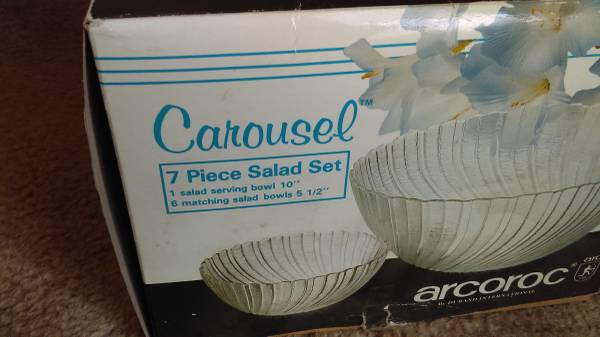 Carousel™
7 Piece Salad Set
1 salad serving bowl 10"
6 matching salad bowls 5 1/2"
arcoroc®
By DURAND INTERNATIONAL